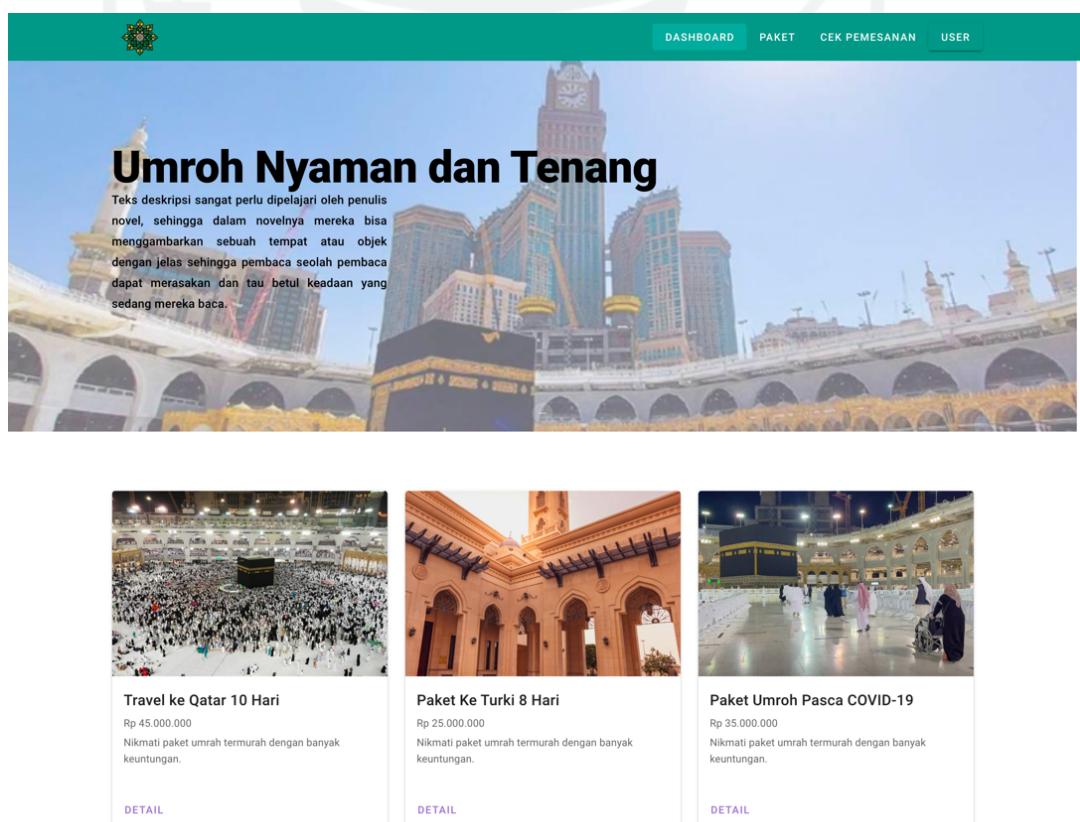 DASHBOARD PAKET CEK PEMESANAN USER
Umroh Nyaman dan Tenang
Teks deskripsi sangat perlu dipelajari oleh penulis
novel, sehingga dalam novelnya mereka bisa
menggambarkan sebuah tempat atau objek
dengan jelas sehingga pembaca seolah pembaca
dapat merasakan dan tau betul keadaan yang
sedang mereka baca.
Travel ke Qatar 10 Hari
Rp 45.000.000
Nikmati paket umrah termurah dengan banyak
keuntungan.
DETAIL
Paket Ke Turki 8 Hari
Rp 25.000.000
Nikmati paket umrah termurah dengan banyak
keuntungan.
DETAIL
Paket Umroh Pasca COVID-19
Rp 35.000.000
Nikmati paket umrah termurah dengan banyak
keuntungan.
DETAIL